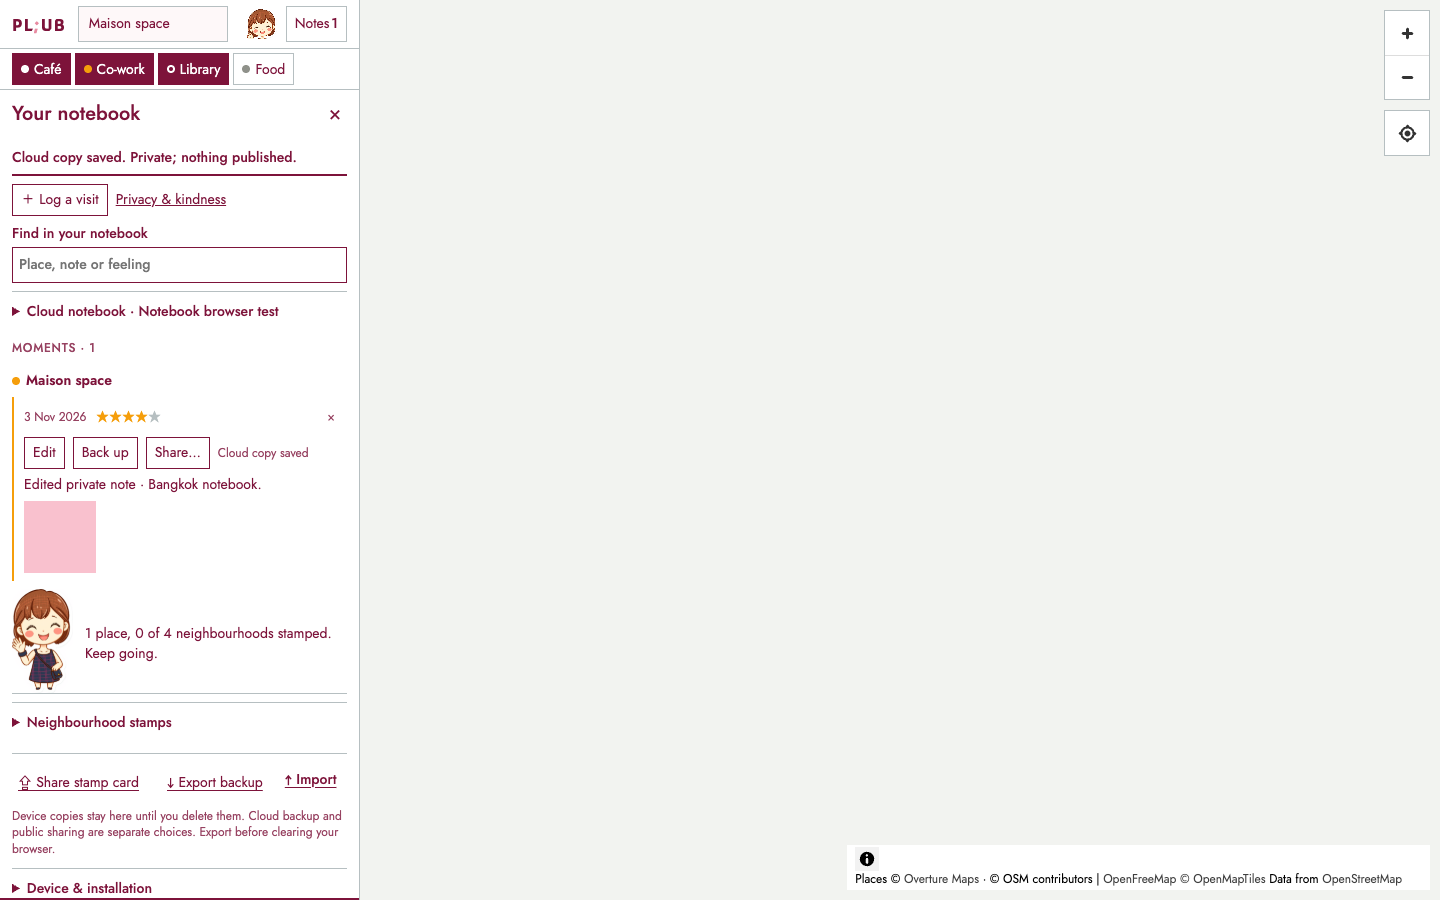 PL;UB
Maison space
Notes 1
Café
Co-work
Library
Food
Your notebook
×
Cloud copy saved. Private; nothing published.
+ Log a visit
Privacy & kindness
Find in your notebook
Place, note or feeling
▶ Cloud notebook · Notebook browser test
MOMENTS · 1
Maison space
3 Nov 2026 ★★★★★ ×
Edit
Back up
Share...
Cloud copy saved
Edited private note · Bangkok notebook.
1 place, 0 of 4 neighbourhoods stamped.
Keep going.
▶ Neighbourhood stamps
Share stamp card
↓ Export backup
↑ Import
Device copies stay here until you delete them. Cloud backup and
public sharing are separate choices. Export before clearing your
browser.
▶ Device & installation
+
−
Places © Overture Maps · © OSM contributors | OpenFreeMap © OpenMapTiles Data from OpenStreetMap